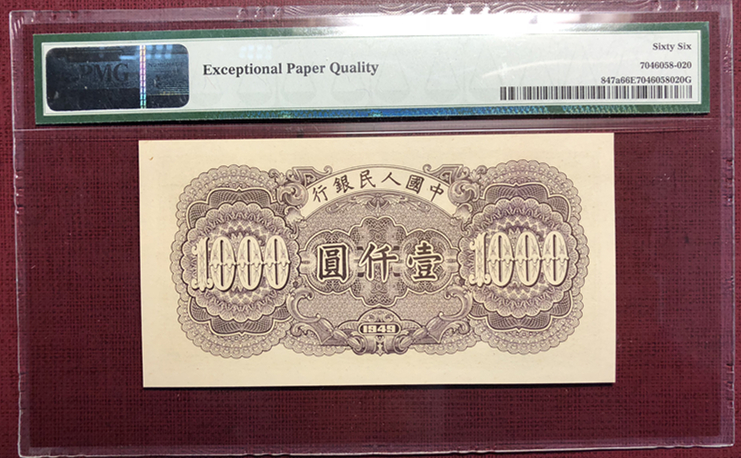 PMG
Exceptional Paper Quality
Sixty Six
7046058-020
847a66E7046058020G
行銀民人國中
1000
圓仟壹
1000
1949